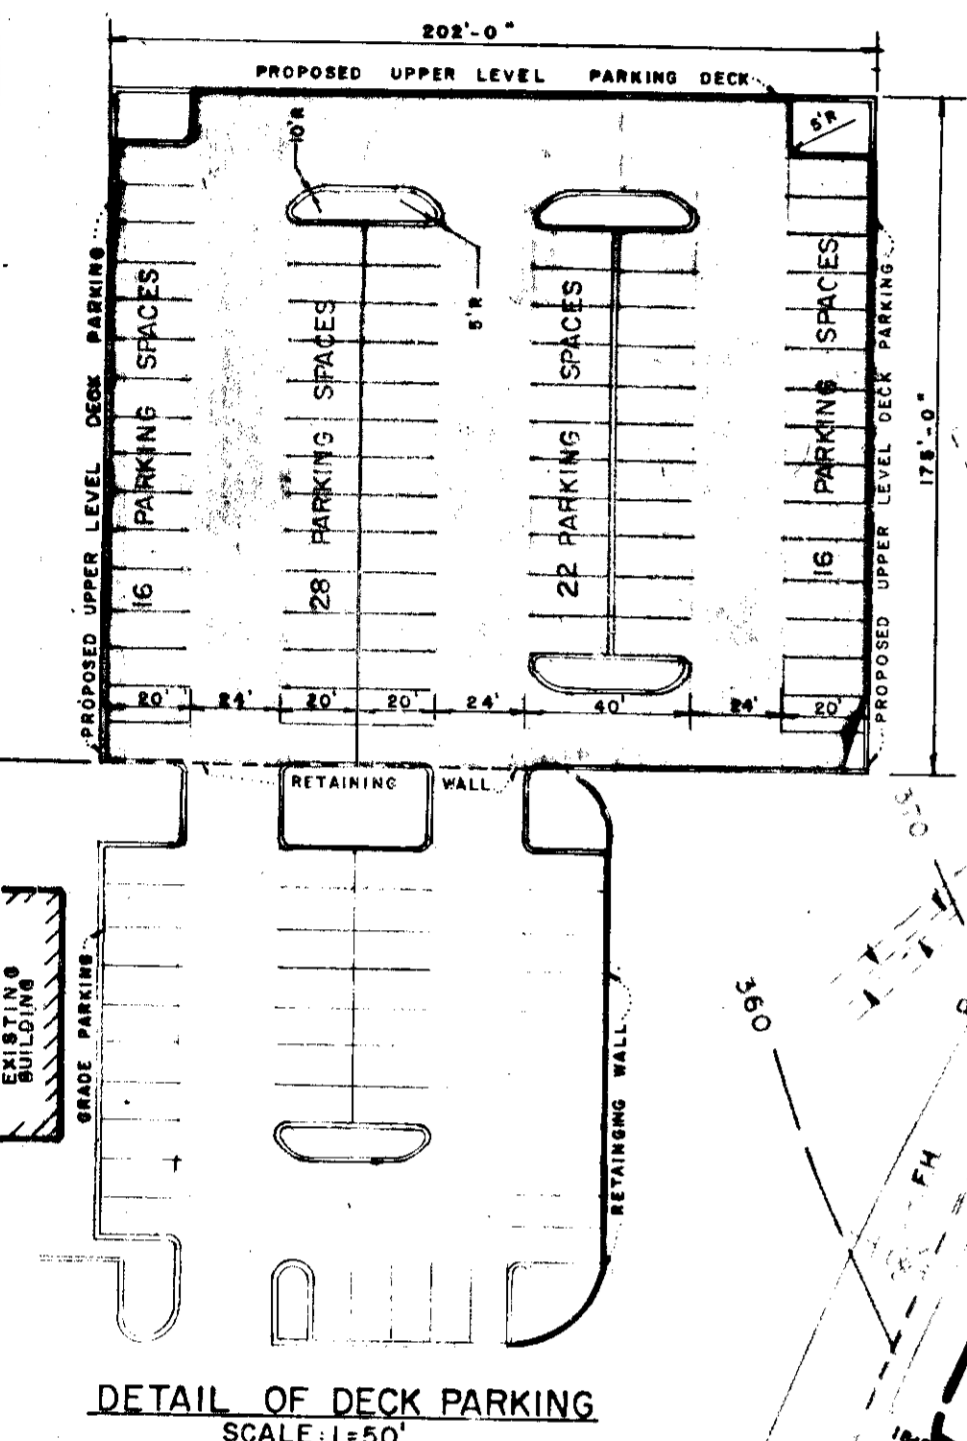 202'-0"
PROPOSED UPPER LEVEL PARKING DECK
10'R
5'R
5'R
PROPOSED UPPER LEVEL DECK PARKING
16 PARKING SPACES
28 PARKING SPACES
22 PARKING SPACES
16 PARKING SPACES
PROPOSED UPPER LEVEL DECK PARKING
175'-0"
20' 24' 20' 20' 24' 40' 24' 20'
RETAINING WALL
370
EXISTING
BUILDING
GRADE PARKING
RETAINGING WALL
360
FH
DETAIL OF DECK PARKING
SCALE: 1=50'